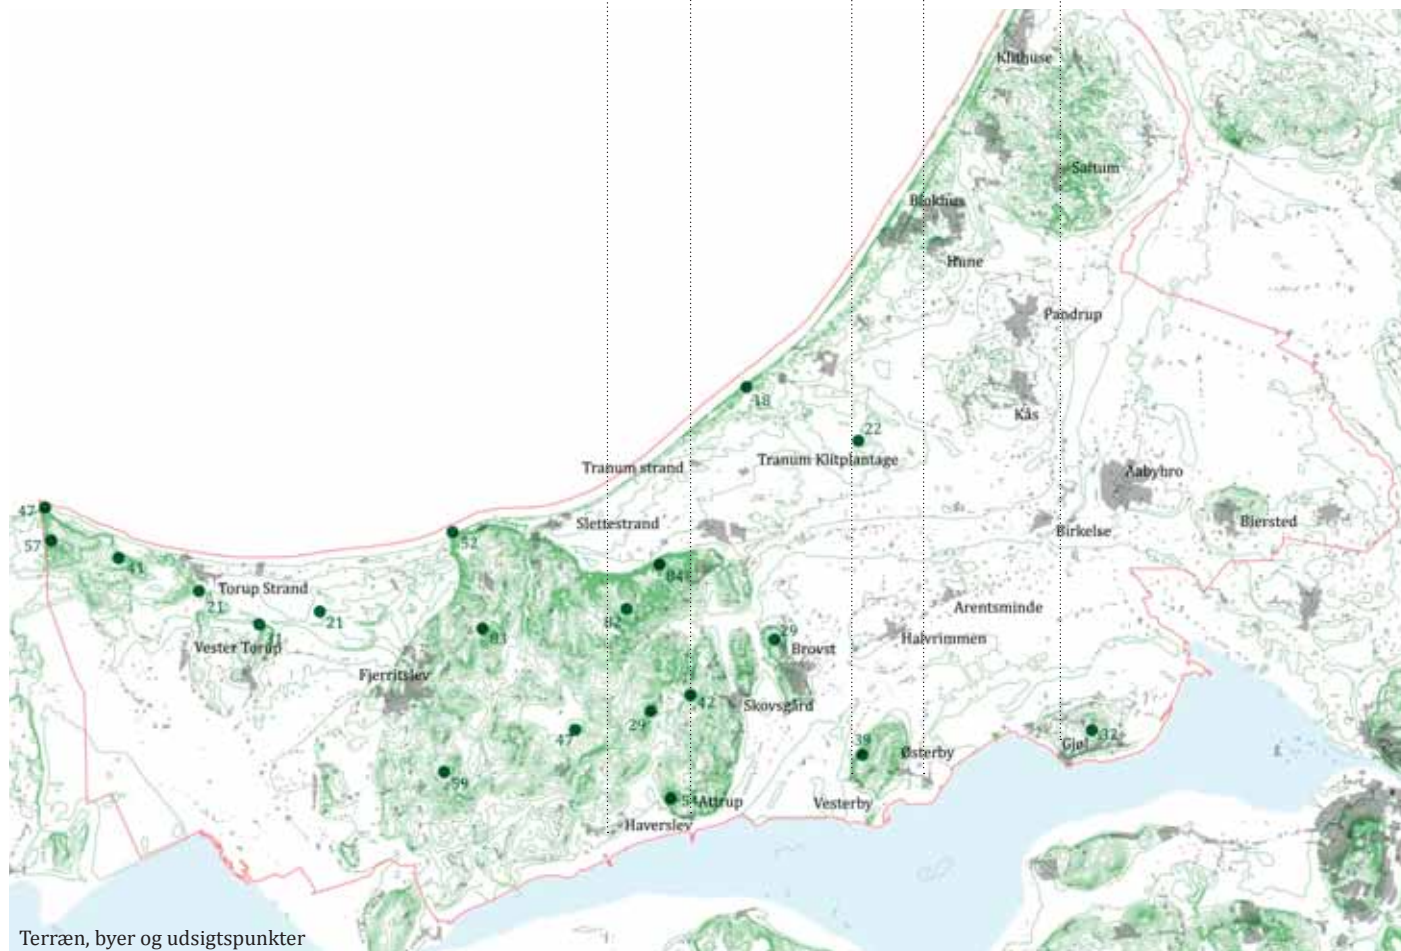 Klithuse
Saltum
Blokhus
Hune
Pandrup
Kås
18
22
Tranum strand
Tranum Klitplantage
Aabybro
47
Slettestrand
Biersted
52
Birkelse
57
41
84
Torup Strand
21
21
82
Arentsminde
83
29
Halvrimmen
Vester Torup
Brovst
Fjerritslev
42
Skovsgård
29
47
32
Gjøl
39
Østerby
59
54
Attrup
Vesterby
Haverslev
Terræn, byer og udsigtspunkter